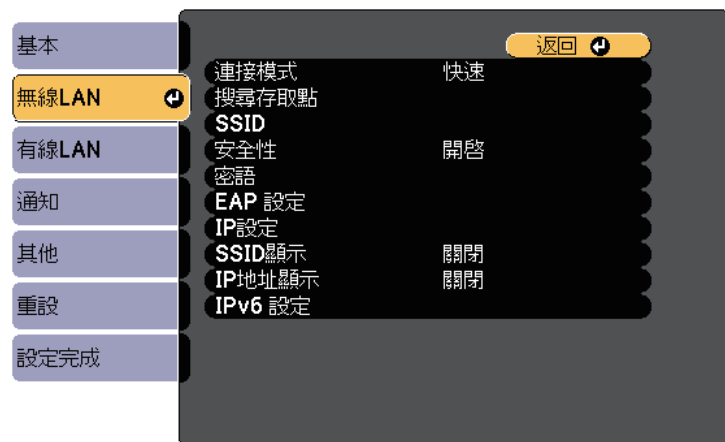 基本
無線LAN
有線LAN
通知
其他
重設
設定完成
返回
連接模式 快速
搜尋存取點
SSID
安全性 開啓
密語
EAP 設定
IP設定
SSID顯示 關閉
IP地址顯示 關閉
IPv6 設定